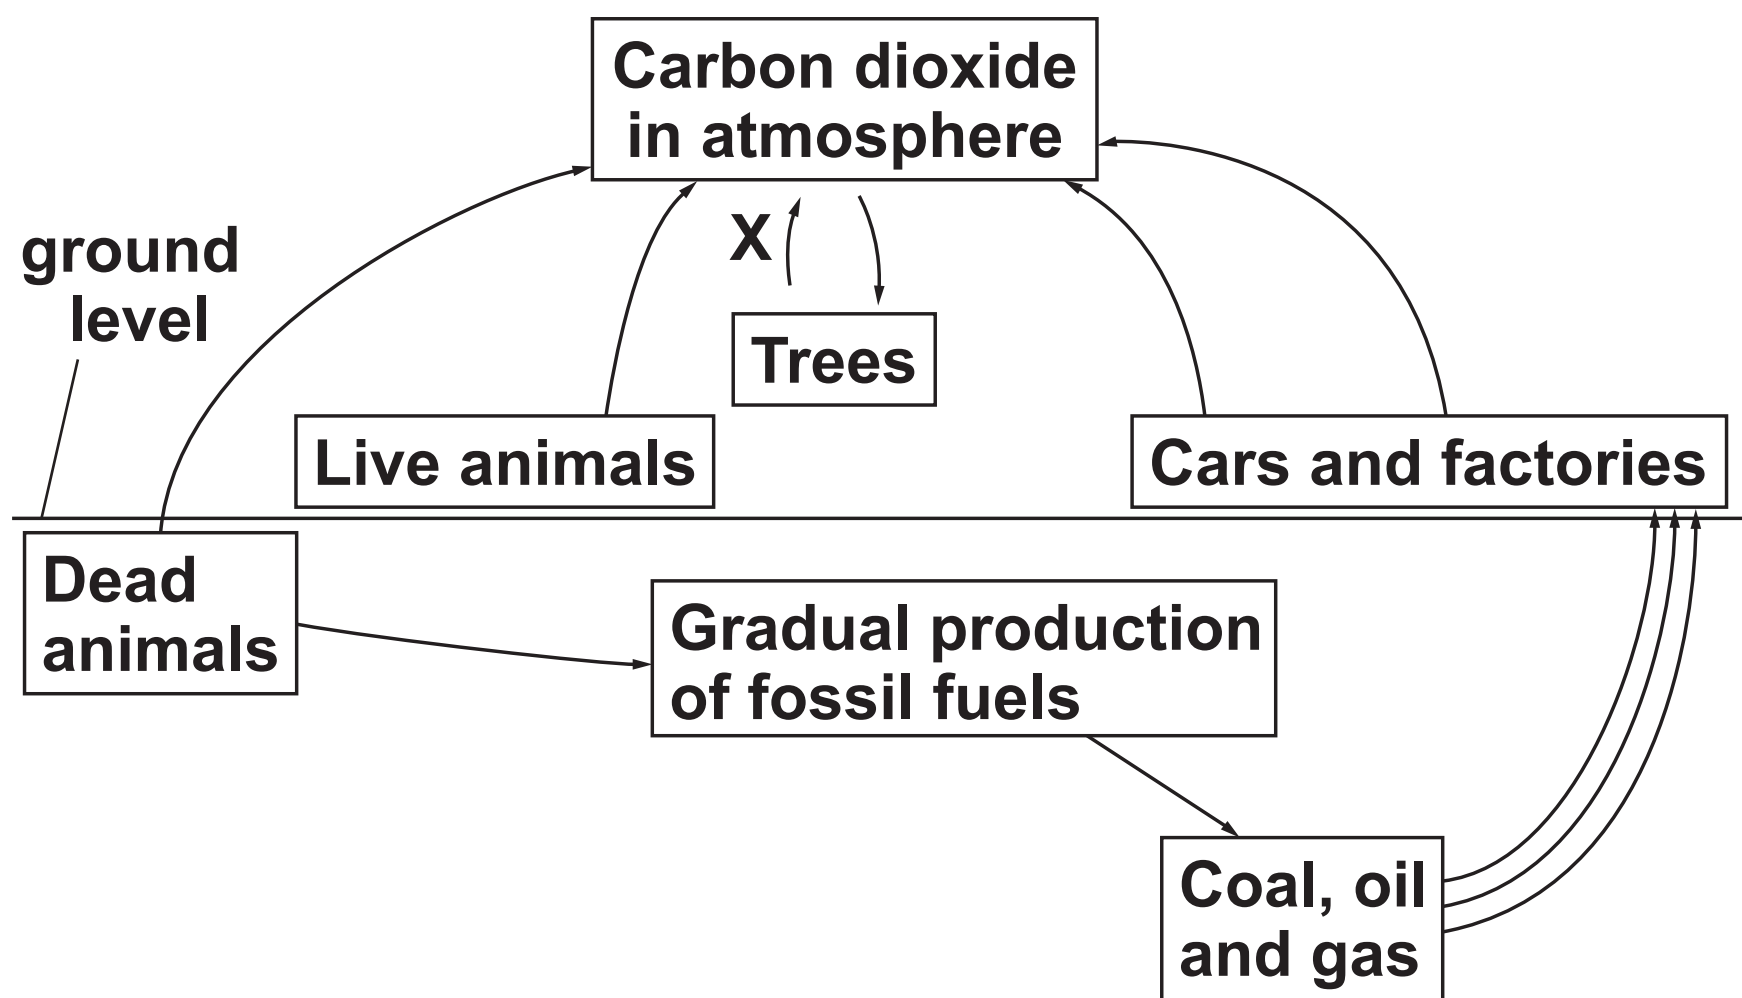 Carbon dioxide
in atmosphere
ground
level
X
Trees
Live animals
Cars and factories
Dead
animals
Gradual production
of fossil fuels
Coal, oil
and gas